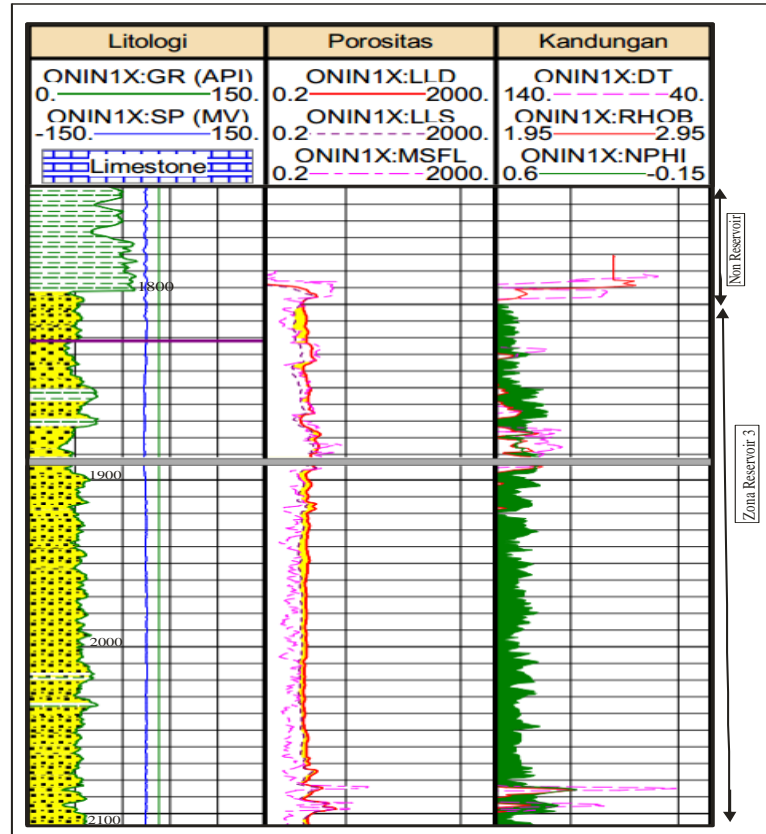 Litologi Porositas Kandungan
ONIN1X:GR (API) ONIN1X:LLD ONIN1X:DT
0. 150. 0.2 2000. 140. 40.
ONIN1X:SP (MV) ONIN1X:LLS ONIN1X:RHOB
-150. 150. 0.2 2000. 1.95 2.95
Limestone ONIN1X:MSFL ONIN1X:NPHI
0.2 2000. 0.6 -0.15
Non Reservoir
1800
Zona Reservoir 3
1900
2000
2100